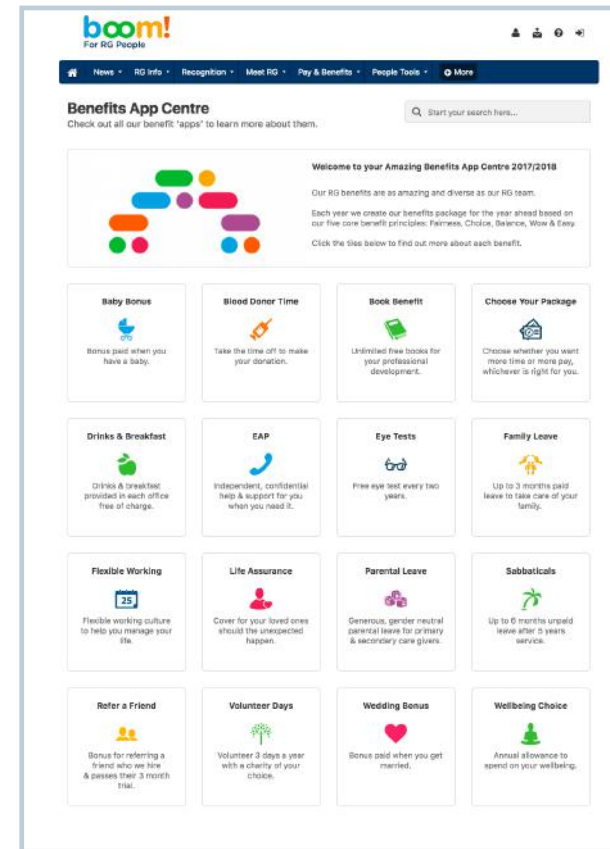 boom!
For RG People
News RG Info Recognition Meet RG Pay & Benefits People Tools More
Benefits App Centre
Check out all our benefit 'apps' to learn more about them.
Start your search here...
Welcome to your Amazing Benefits App Centre 2017/2018
Our RG benefits are as amazing and diverse as our RG team.
Each year we create our benefits package for the year ahead based on
our five core benefit principles: Fairness, Choice, Balance, Wow & Easy.
Click the tiles below to find out more about each benefit.
Baby Bonus
Bonus paid when you
have a baby.
Blood Donor Time
Take the time off to make
your donation.
Book Benefit
Unlimited free books for
your professional
development.
Choose Your Package
Choose whether you want
more time or more pay,
whichever is right for you.
Drinks & Breakfast
Drinks & breakfast
provided in each office
free of charge.
EAP
Independent, confidential
help & support for you
when you need it.
Eye Tests
Free eye test every two
years.
Family Leave
Up to 3 months paid
leave to take care of your
family.
Flexible Working
25
Flexible working culture
to help you manage your
life.
Life Assurance
Cover for your loved ones
should the unexpected
happen.
Parental Leave
Generous, gender neutral
parental leave for primary
& secondary care givers.
Sabbaticals
Up to 6 months unpaid
leave after 5 years
service.
Refer a Friend
Bonus for referring a
friend who we hire
& passes their 3 month
trial.
Volunteer Days
Volunteer 3 days a year
with a charity of your
choice.
Wedding Bonus
Bonus paid when you get
married.
Wellbeing Choice
Annual allowance to
spend on your wellbeing.